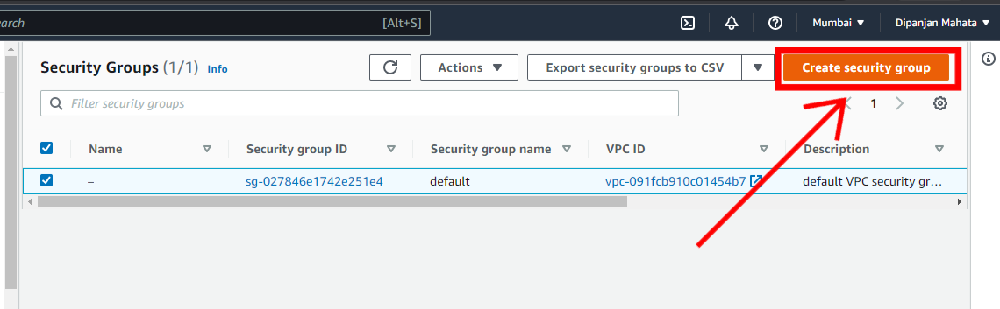 earch [Alt+S] Mumbai Dipanjan Mahata
Security Groups (1/1) Info Actions Export security groups to CSV Create security group
Filter security groups 1
Name Security group ID Security group name VPC ID Description
– sg-027846e1742e251e4 default vpc-091fcb910c01454b7 default VPC security gr...